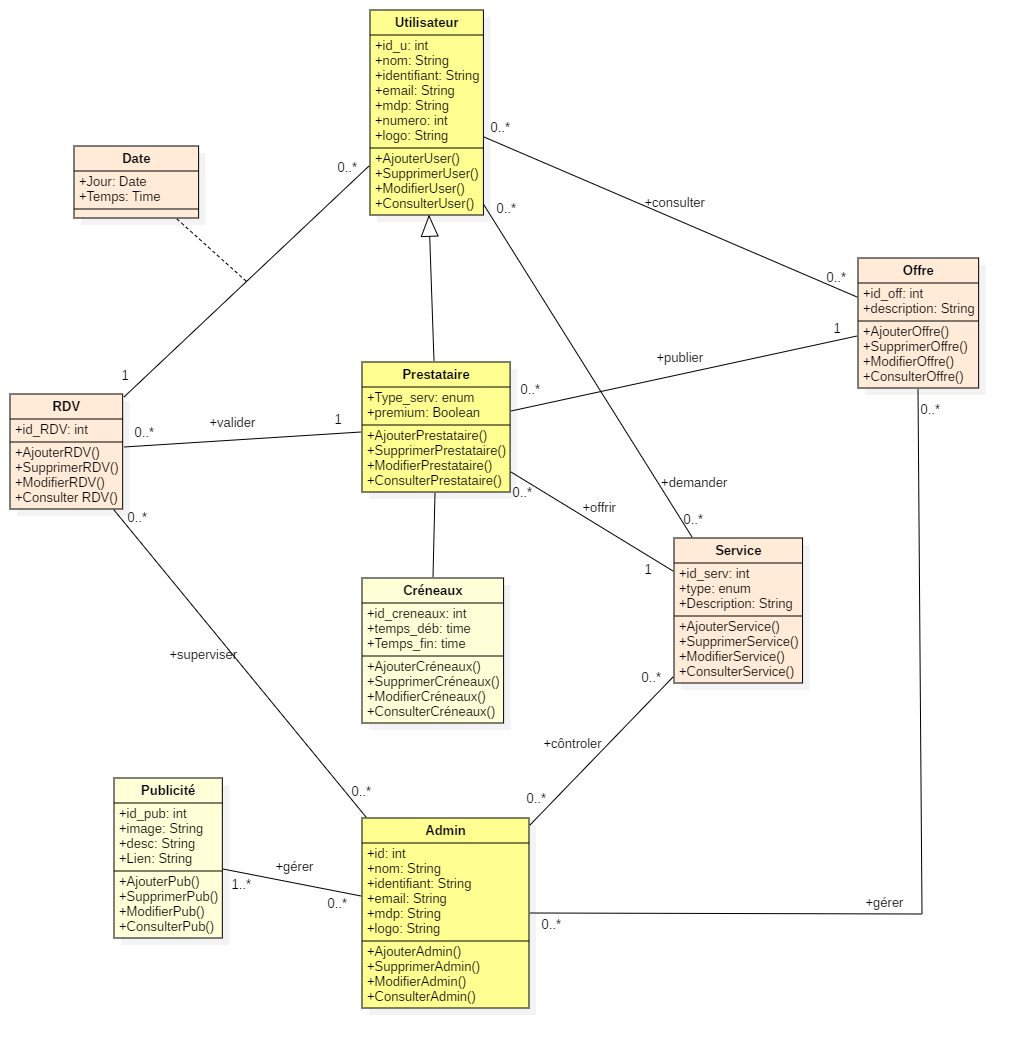 Utilisateur
+id_u: int
+nom: String
+identifiant: String
+email: String
+mdp: String
+numero: int
+logo: String
+AjouterUser()
+SupprimerUser()
+ModifierUser()
+ConsulterUser()
0..*
0..*
0..*
Date
+Jour: Date
+Temps: Time
+consulter
Offre
+id_off: int
+description: String
+AjouterOffre()
+SupprimerOffre()
+ModifierOffre()
+ConsulterOffre()
0..*
1
0..*
+publier
1
Prestataire
+Type_serv: enum
+premium: Boolean
+AjouterPrestataire()
+SupprimerPrestataire()
+ModifierPrestataire()
+ConsulterPrestataire()
0..*
0..*
RDV
+id_RDV: int
+AjouterRDV()
+SupprimerRDV()
+ModifierRDV()
+Consulter RDV()
0..*
+valider
1
0..*
+demander
0..*
+offrir
1
Service
+id_serv: int
+type: enum
+Description: String
+AjouterService()
+SupprimerService()
+ModifierService()
+ConsulterService()
0..*
Créneaux
+id_creneaux: int
+temps_déb: time
+Temps_fin: time
+AjouterCréneaux()
+SupprimerCréneaux()
+ModifierCréneaux()
+ConsulterCréneaux()
+superviser
+côntroler
0..*
0..*
Publicité
+id_pub: int
+image: String
+desc: String
+Lien: String
+AjouterPub()
+SupprimerPub()
+ModifierPub()
+ConsulterPub()
+gérer
1..*
0..*
Admin
+id: int
+nom: String
+identifiant: String
+email: String
+mdp: String
+logo: String
+AjouterAdmin()
+SupprimerAdmin()
+ModifierAdmin()
+ConsulterAdmin()
+gérer
0..*